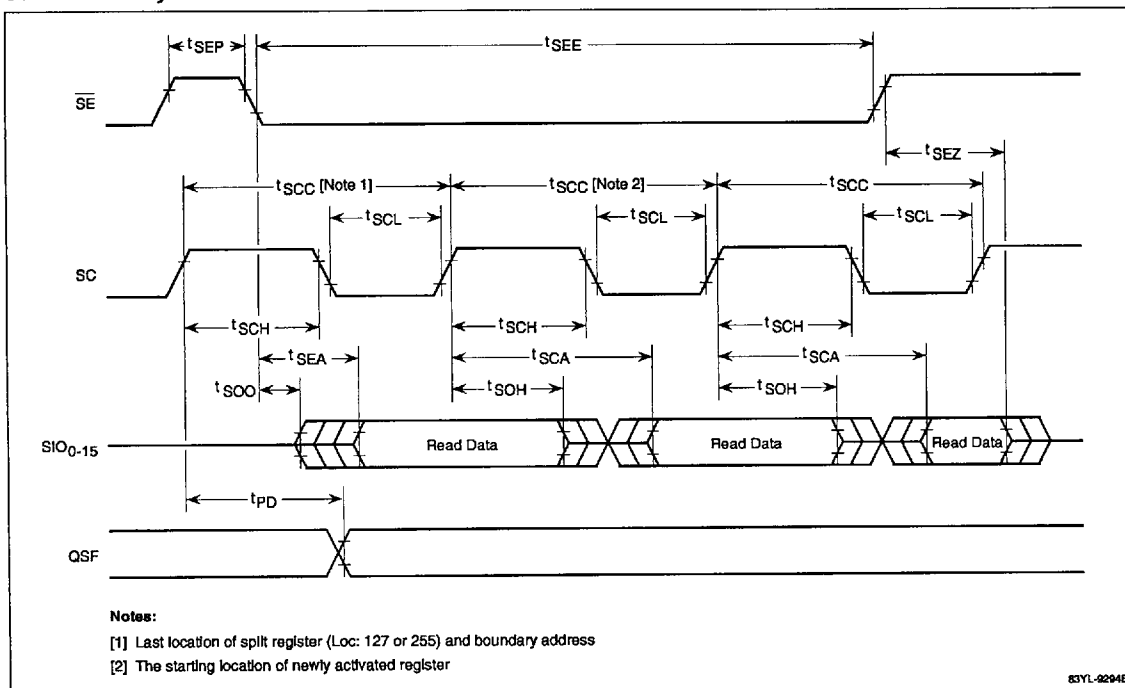 tSEP
tSEE
SE
tSEZ
tSCC [Note 1]
tSCC [Note 2]
tSCC
tSCL
tSCL
tSCL
SC
tSCH
tSCH
tSCH
tSEA
tSCA
tSCA
tSOO
tSOH
tSOH
SIO0-15
Read Data
Read Data
Read Data
tPD
QSF
Notes:
[1] Last location of split register (Loc: 127 or 255) and boundary address
[2] The starting location of newly activated register
83YL-9294B